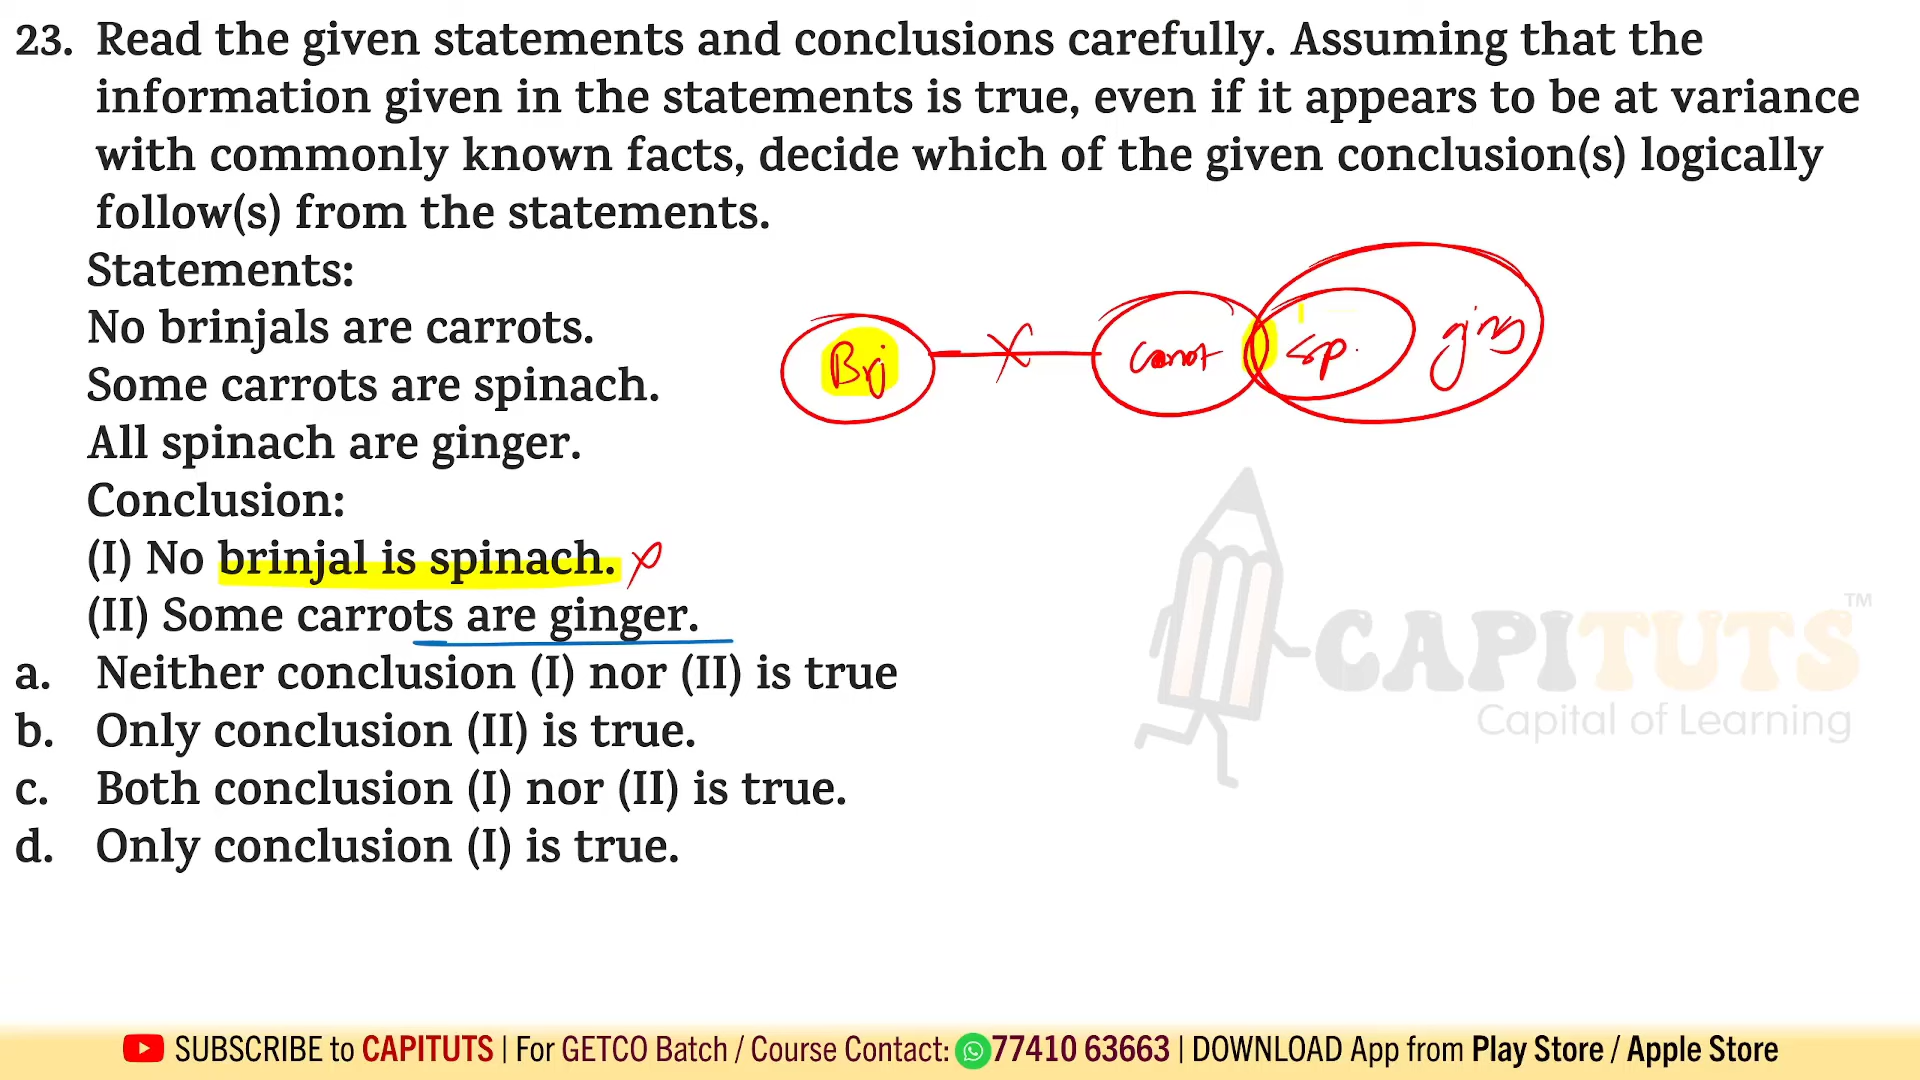 23. Read the given statements and conclusions carefully. Assuming that the
information given in the statements is true, even if it appears to be at variance
with commonly known facts, decide which of the given conclusion(s) logically
follow(s) from the statements.
Statements:
No brinjals are carrots.
Some carrots are spinach.
All spinach are ginger.
Conclusion:
(I) No brinjal is spinach.
(II) Some carrots are ginger.
a. Neither conclusion (I) nor (II) is true
b. Only conclusion (II) is true.
c. Both conclusion (I) nor (II) is true.
d. Only conclusion (I) is true.
Brj carrot sp. ging
CAPITUTS™
Capital of Learning
SUBSCRIBE to CAPITUTS | For GETCO Batch / Course Contact: 77410 63663 | DOWNLOAD App from Play Store / Apple Store